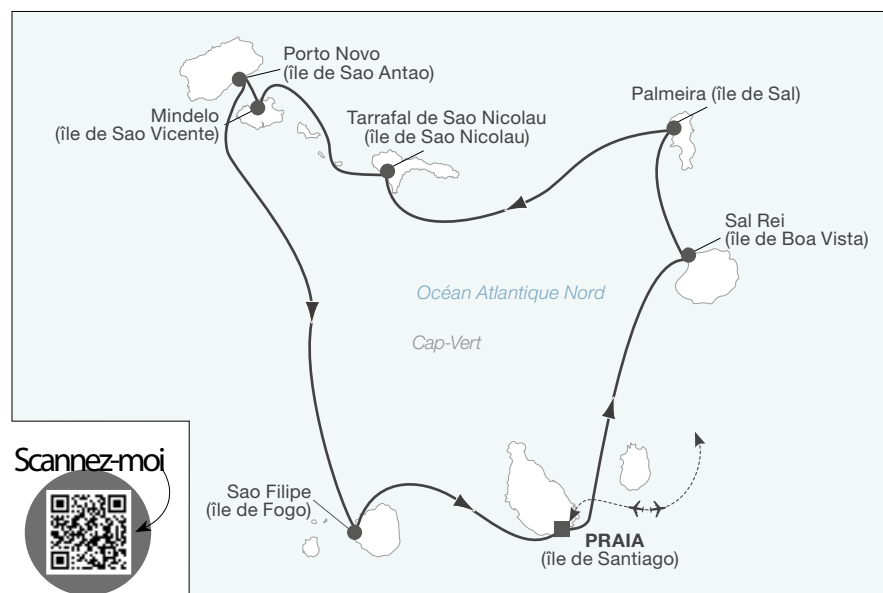 Porto Novo
(île de Sao Antao)
Mindelo
(île de Sao Vicente)
Tarrafal de Sao Nicolau
(île de Sao Nicolau)
Palmeira (île de Sal)
Sal Rei
(île de Boa Vista)
Océan Atlantique Nord
Cap-Vert
Scannez-moi
Sao Filipe
(île de Fogo)
PRAIA
(île de Santiago)